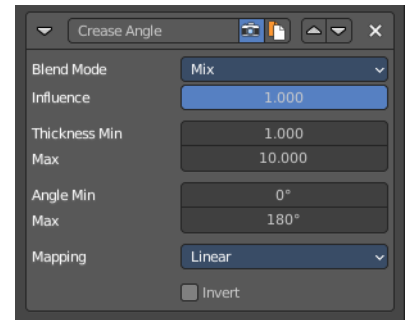 Crease Angle
Blend Mode Mix
Influence 1.000
Thickness Min 1.000
Max 10.000
Angle Min 0°
Max 180°
Mapping Linear
Invert